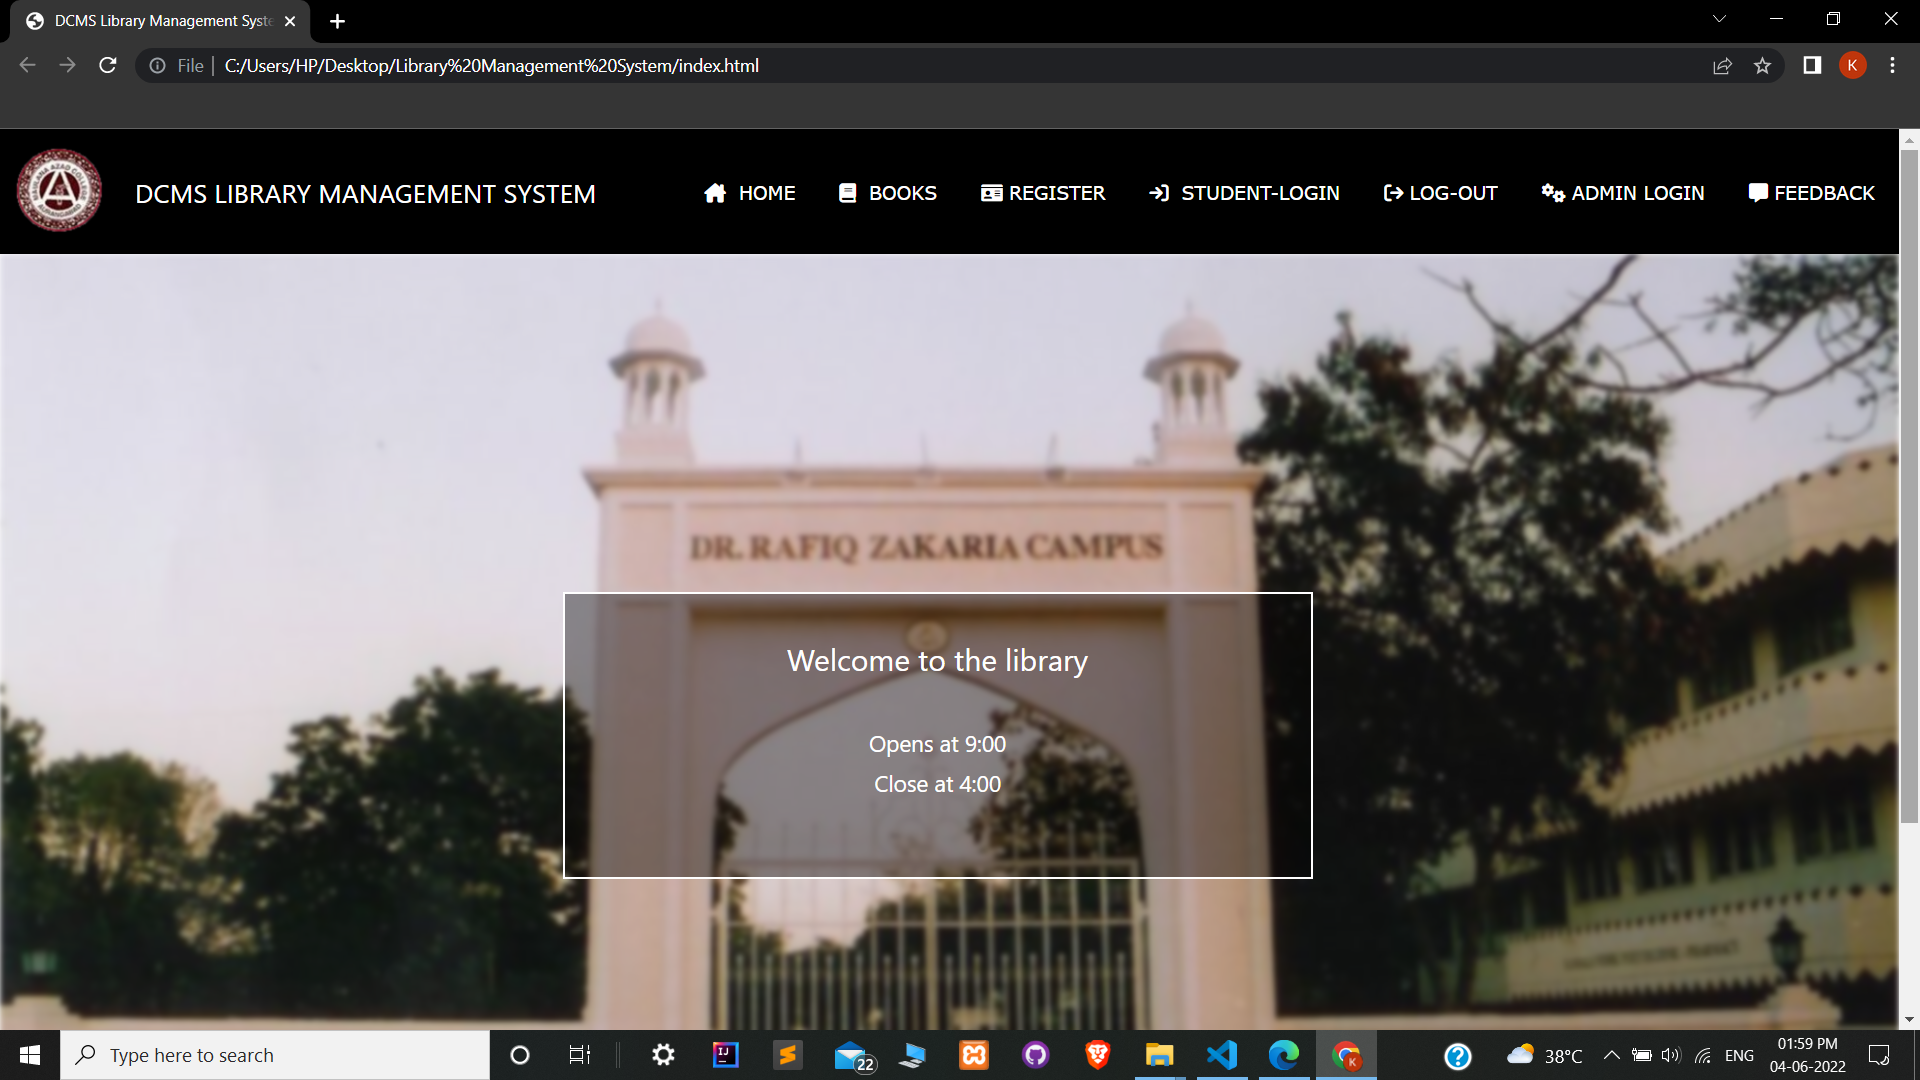 DCMS Library Management Syste
File
C:/Users/HP/Desktop/Library%20Management%20System/index.html
K
DCMS LIBRARY MANAGEMENT SYSTEM
HOME
BOOKS
REGISTER
STUDENT-LOGIN
LOG-OUT
ADMIN LOGIN
FEEDBACK
DR. RAFIQ ZAKARIA CAMPUS
Welcome to the library
Opens at 9:00
Close at 4:00
Type here to search
IJ
22
K
38°C
ENG
01:59 PM
04-06-2022